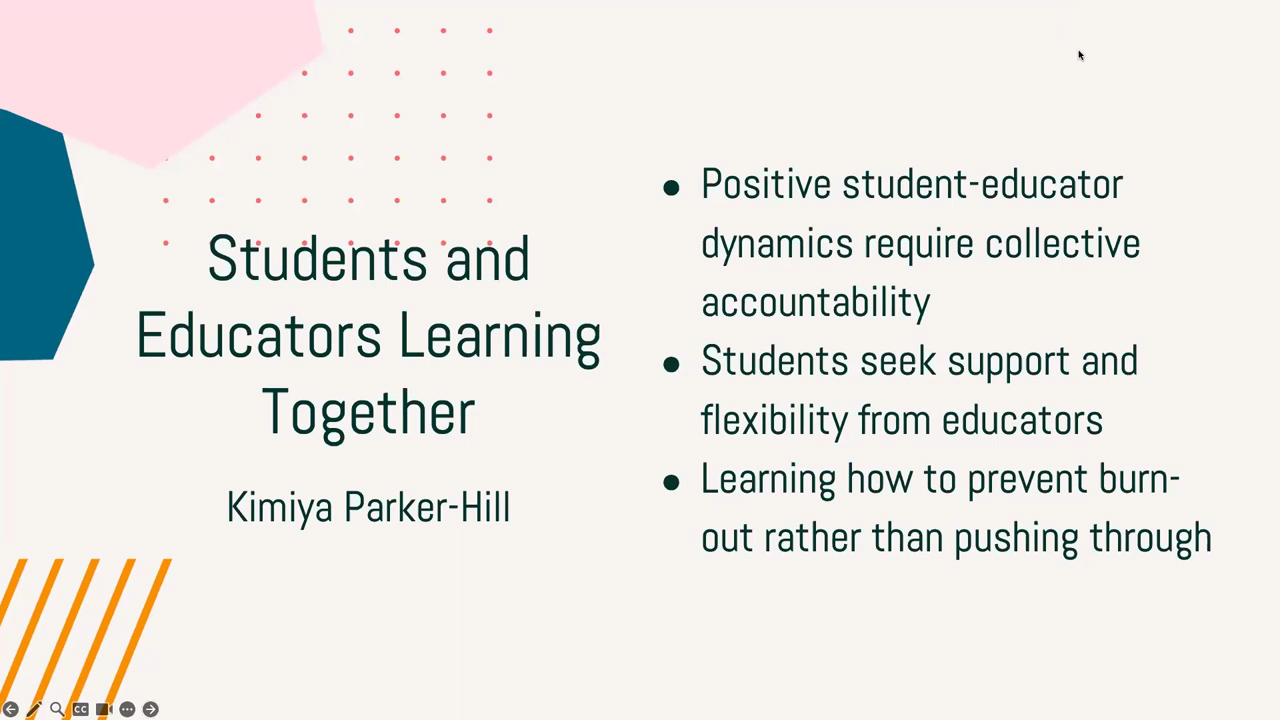 Students and
Educators Learning
Together
Kimiya Parker-Hill
● Positive student-educator
dynamics require collective
accountability
● Students seek support and
flexibility from educators
● Learning how to prevent burn-
out rather than pushing through
CC